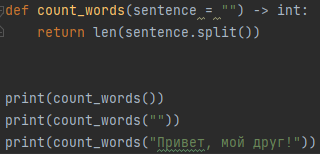 def count_words(sentence = "") -> int:
    return len(sentence.split())
print(count_words())
print(count_words(""))
print(count_words("Привет, мой друг!"))